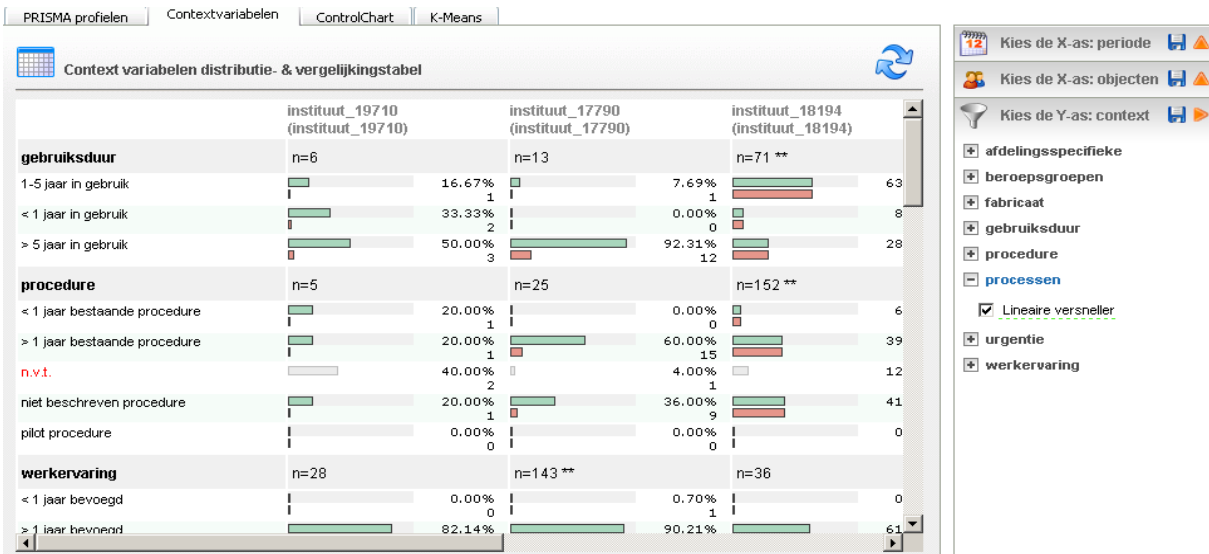 PRISMA profielen Contextvariabelen ControlChart K-Means
Context variabelen distributie- & vergelijkingstabel
instituut_19710 instituut_17790 instituut_18194
(instituut_19710) (instituut_17790) (instituut_18194)
gebruiksduur n=6 n=13 n=71 **
1-5 jaar in gebruik 16.67% 7.69% 63
1 1
< 1 jaar in gebruik 33.33% 0.00% 8
2 0
> 5 jaar in gebruik 50.00% 92.31% 28
3 12
procedure n=5 n=25 n=152 **
< 1 jaar bestaande procedure 20.00% 0.00% 6
1 0
> 1 jaar bestaande procedure 20.00% 60.00% 39
1 15
n.v.t. 40.00% 4.00% 12
2 1
niet beschreven procedure 20.00% 36.00% 41
1 9
pilot procedure 0.00% 0.00% 0
0 0
werkervaring n=28 n=143 ** n=36
< 1 jaar bevoegd 0.00% 0.70% 0
0 1
> 1 jaar bevoegd 82.14% 90.21% 61
12 Kies de X-as: periode
Kies de X-as: objecten
Kies de Y-as: context
afdelingsspecifieke
beroepsgroepen
fabricaat
gebruiksduur
procedure
processen
Lineaire versneller
urgentie
werkervaring